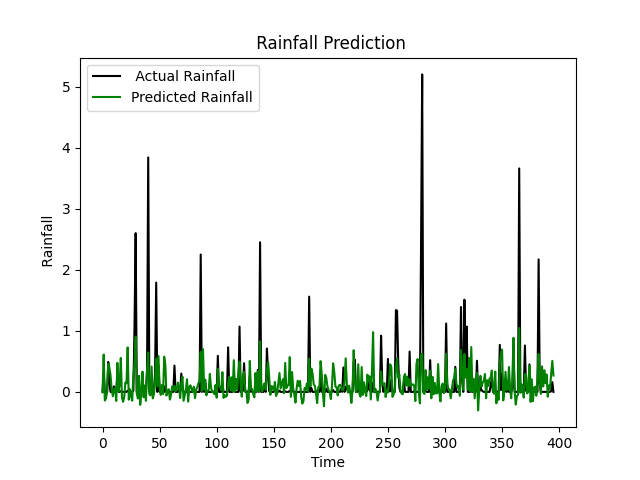 Rainfall Prediction
Actual Rainfall
Predicted Rainfall
5
4
3
2
1
0
Rainfall
0 50 100 150 200 250 300 350 400
Time